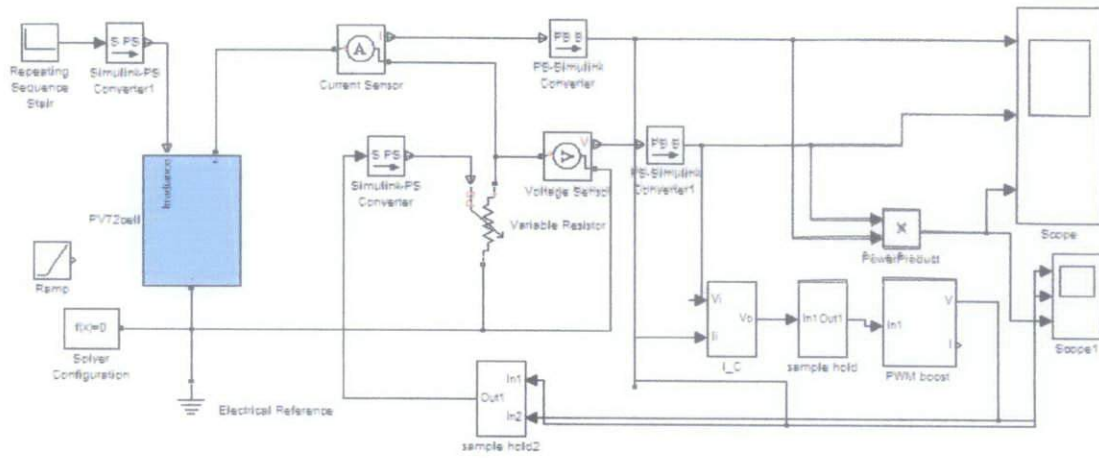 Repeating
Sequence
Stair
S PS
Simulink-PS
Converter1
A
I
Current Sensor
PS S
PS-Simulink
Converter
Scope
Irradiation
PV72cell
+
-
S PS
Simulink-PS
Converter
Variable Resistor
V
V
Voltage Sensor
PS S
PS-Simulink
Converter1
×
PowerProduct
Ramp
f(x)=0
Solver
Configuration
Electrical Reference
Vi
Ii
Vo
I_C
In1 Out1
sample hold
In1
V
I
PWM boost
Scope1
In1
In2
Out1
sample hold2